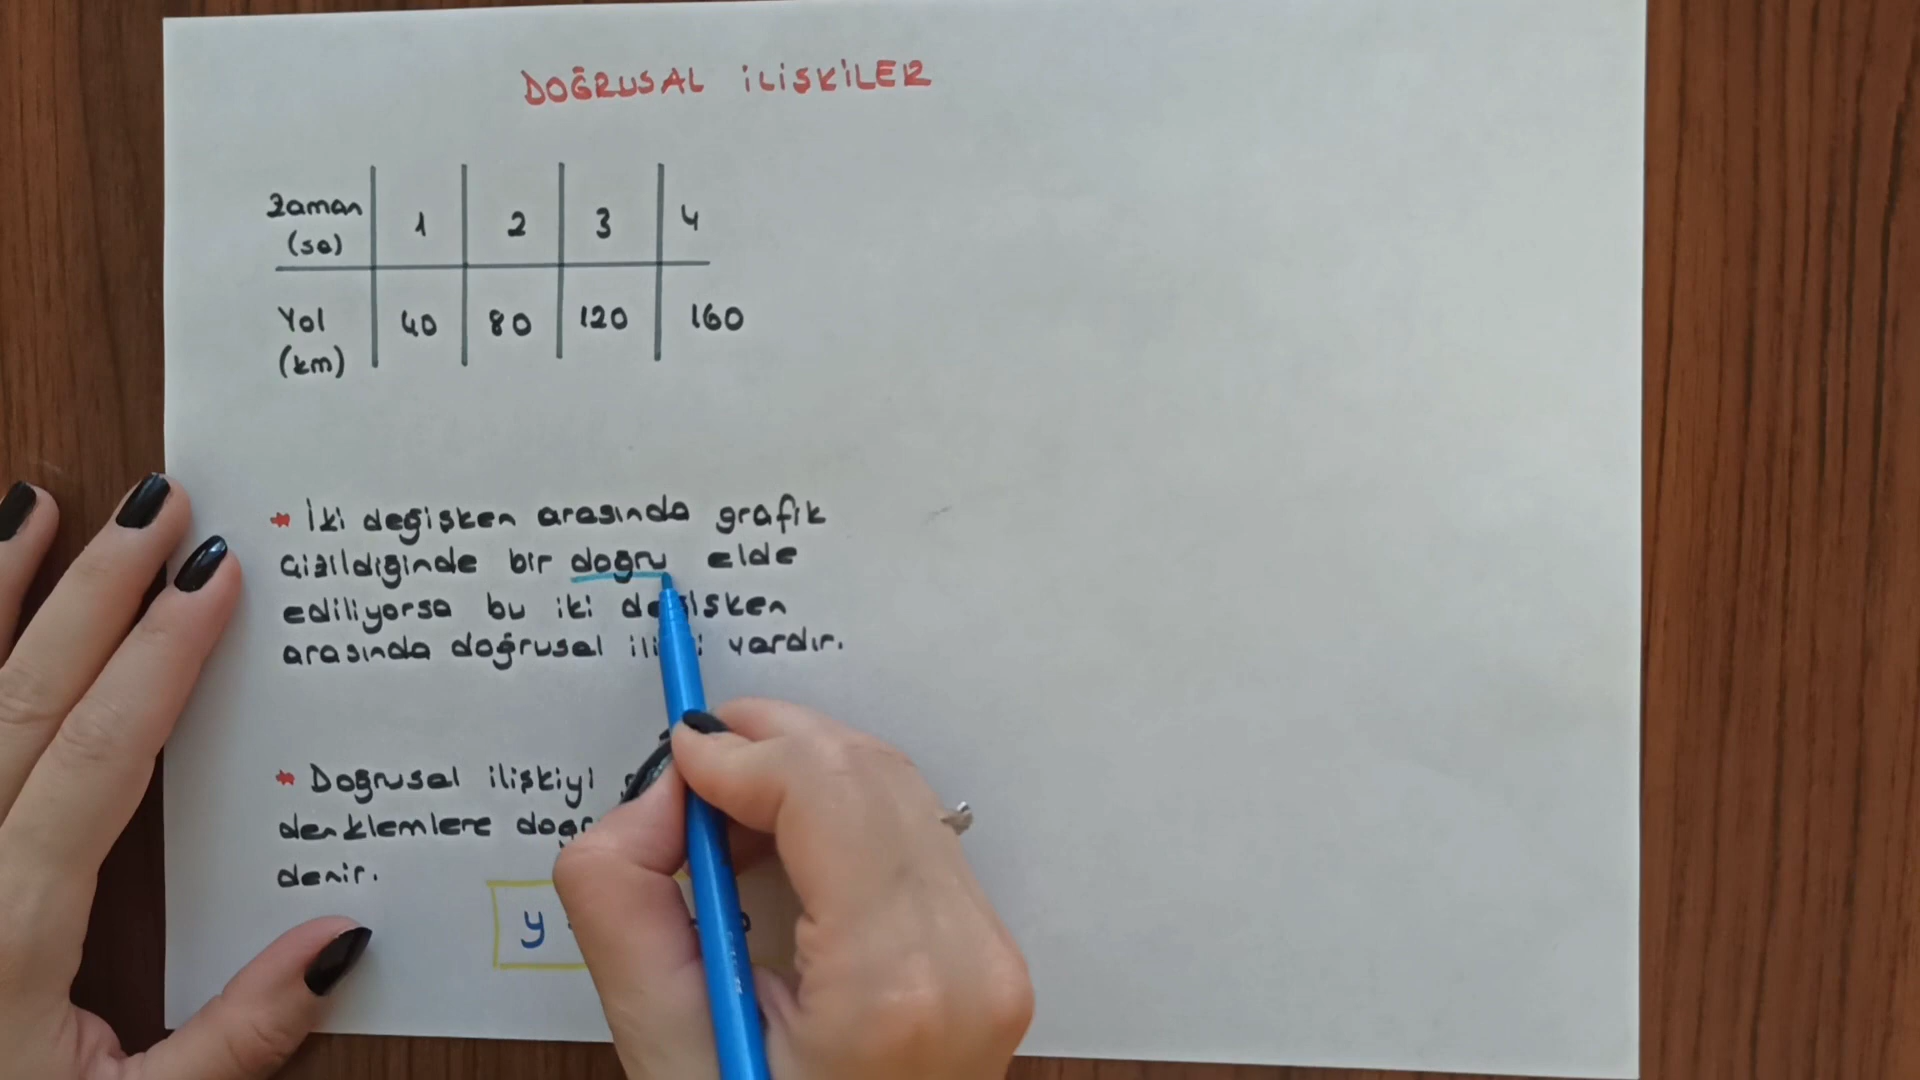 DOĞRUSAL İLİŞKİLER
Zaman (sa) 1 2 3 4
Yol (km) 40 80 120 160
* İki değişken arasında grafik
çizildiğinde bir doğru elde
ediliyorsa bu iki değişken
arasında doğrusal vardır.
* Doğrusal ilişkiyi
denklemlere
denir.
y